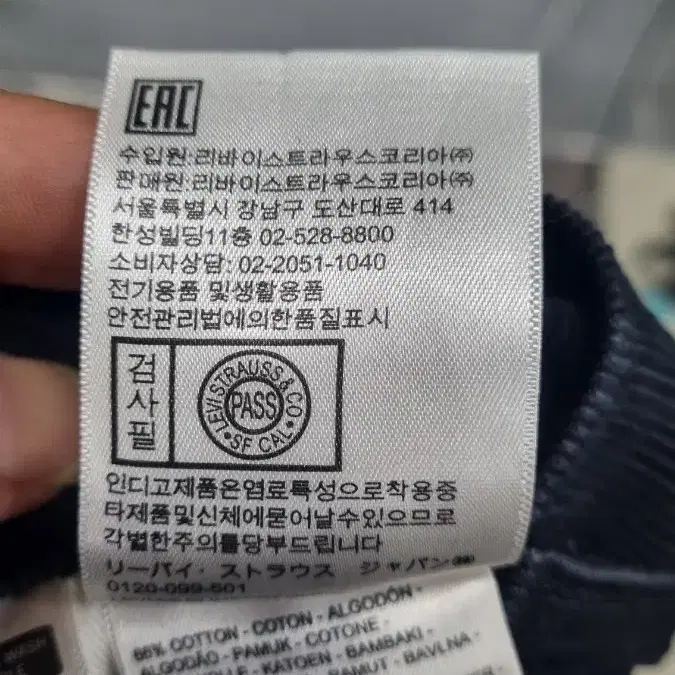 EAC
수입원:리바이스트라우스코리아㈜
판매원:리바이스트라우스코리아㈜
서울특별시 강남구 도산대로 414
한성빌딩11층 02-528-8800
소비자상담: 02-2051-1040
전기용품 및생활용품
안전관리법에의한품질표시
검사필
LEVI STRAUSS & CO
PASS
SF CAL
인디고제품은염료특성으로착용중
타제품및신체에묻어날수있으므로
각별한주의를당부드립니다
リーバイ・ストラウス ジャパン㈱
0120-099-501
66% COTTON - COTON - ALGODÓN -
ALGODÃO - PAMUK - COTONE -
- KATOEN - BAMBAKI -
PAMUT - BAWEŁNA -
WASH